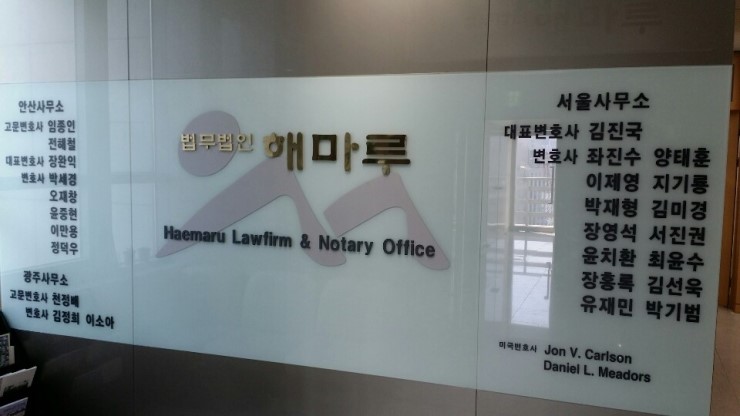 안산사무소
고문변호사 임종인
전해철
대표변호사 장완익
변호사 박세경
오재창
윤중현
이만용
정덕우
광주사무소
고문변호사 천정배
변호사 김정희 이소아
법무법인 해마루
Haemaru Lawfirm & Notary Office
서울사무소
대표변호사 김진국
변호사 좌진수 양태훈
이제영 지기룡
박재형 김미경
장영석 서진권
윤치환 최윤수
장홍록 김선욱
유재민 박기범
미국변호사 Jon V. Carlson
Daniel L. Meadors